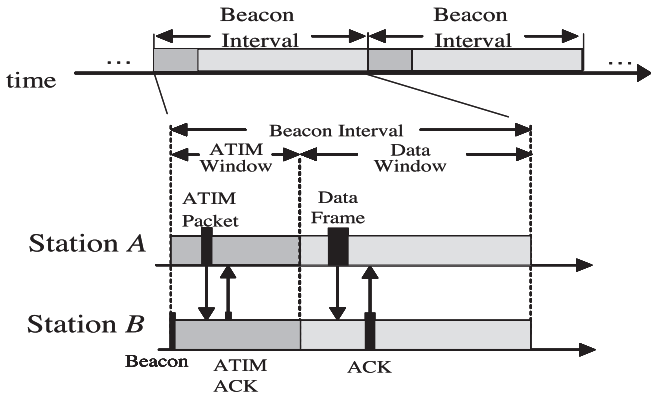 Beacon
Interval
Beacon
Interval
...
...
time
Beacon Interval
ATIM
Window
Data
Window
ATIM
Packet
Data
Frame
Station A
Station B
Beacon
ATIM
ACK
ACK